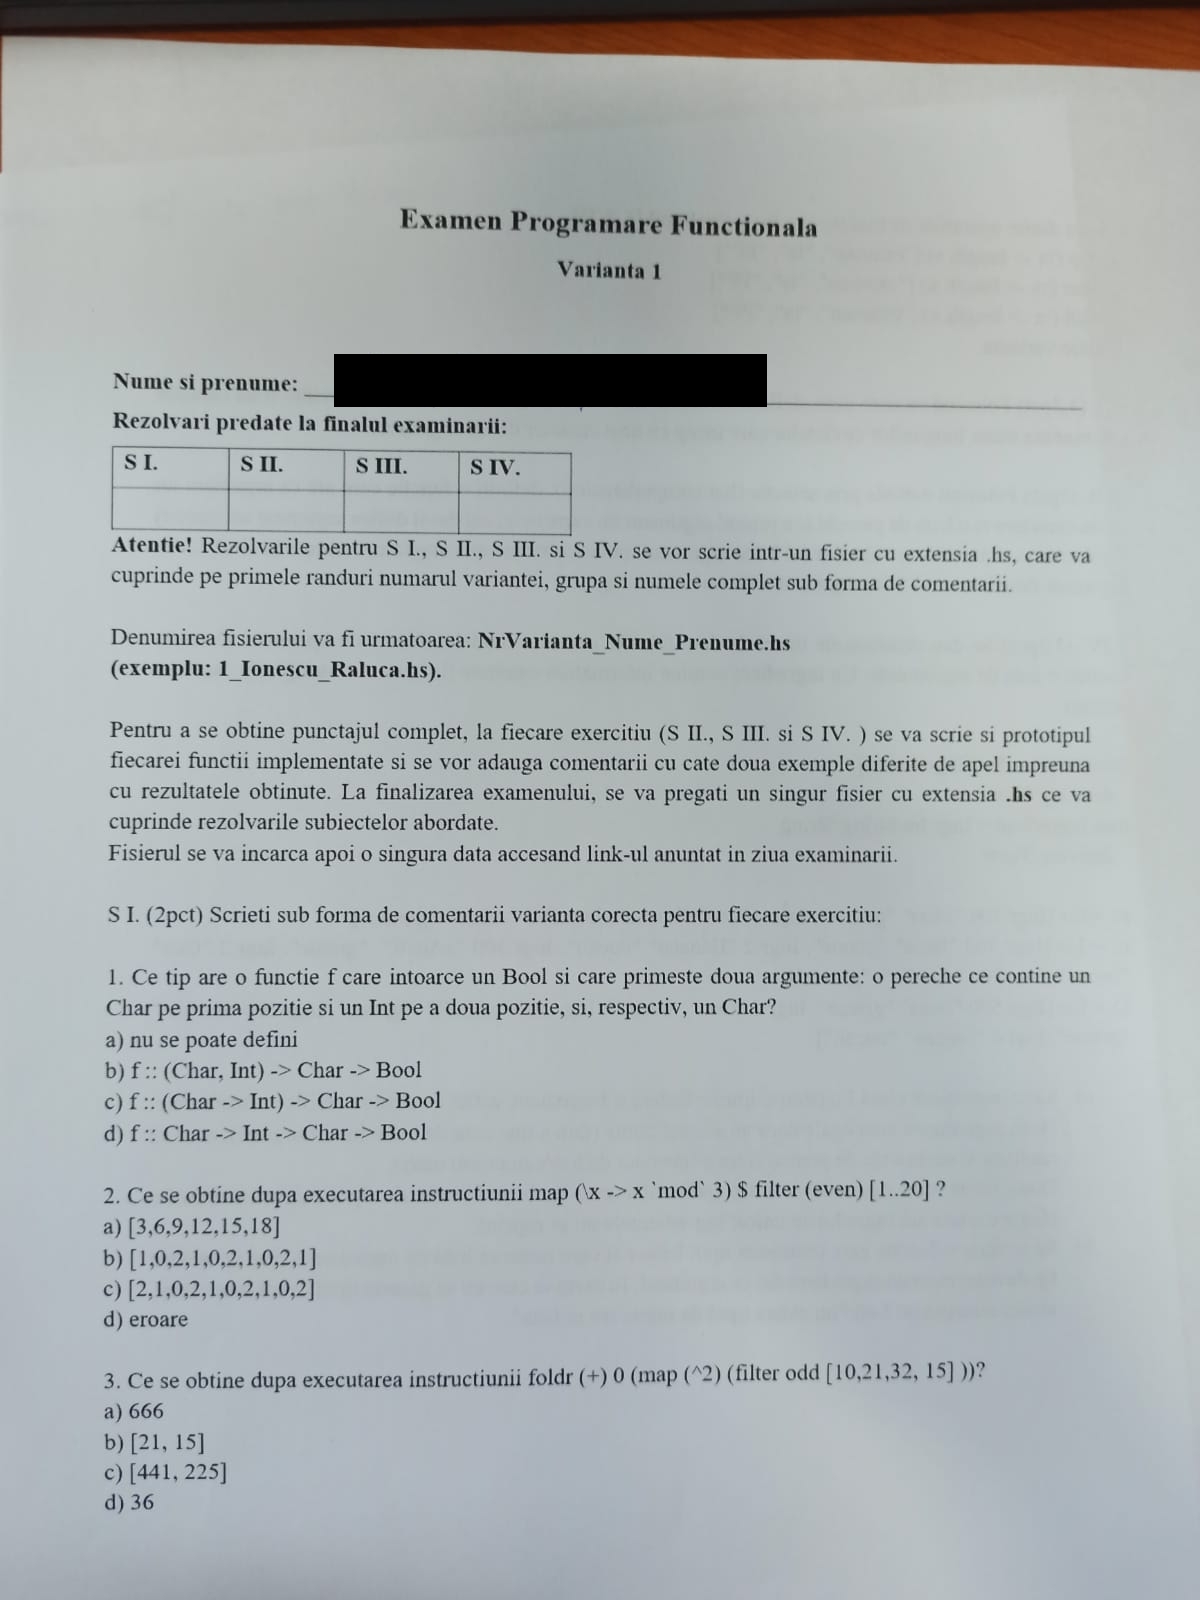 Examen Programare Functionala
Varianta 1
Nume si prenume:
Rezolvari predate la finalul examinarii:
S I. S II. S III. S IV.
Atentie! Rezolvarile pentru S I., S II., S III. si S IV. se vor scrie intr-un fisier cu extensia .hs, care va
cuprinde pe primele randuri numarul variantei, grupa si numele complet sub forma de comentarii.
Denumirea fisierului va fi urmatoarea: NrVarianta_Nume_Prenume.hs
(exemplu: 1_Ionescu_Raluca.hs).
Pentru a se obtine punctajul complet, la fiecare exercitiu (S II., S III. si S IV. ) se va scrie si prototipul
fiecarei functii implementate si se vor adauga comentarii cu cate doua exemple diferite de apel impreuna
cu rezultatele obtinute. La finalizarea examenului, se va pregati un singur fisier cu extensia .hs ce va
cuprinde rezolvarile subiectelor abordate.
Fisierul se va incarca apoi o singura data accesand link-ul anuntat in ziua examinarii.
S I. (2pct) Scrieti sub forma de comentarii varianta corecta pentru fiecare exercitiu:
1. Ce tip are o functie f care intoarce un Bool si care primeste doua argumente: o pereche ce contine un
Char pe prima pozitie si un Int pe a doua pozitie, si, respectiv, un Char?
a) nu se poate defini
b) f :: (Char, Int) -> Char -> Bool
c) f :: (Char -> Int) -> Char -> Bool
d) f :: Char -> Int -> Char -> Bool
2. Ce se obtine dupa executarea instructiunii map (\x -> x `mod` 3) $ filter (even) [1..20] ?
a) [3,6,9,12,15,18]
b) [1,0,2,1,0,2,1,0,2,1]
c) [2,1,0,2,1,0,2,1,0,2]
d) eroare
3. Ce se obtine dupa executarea instructiunii foldr (+) 0 (map (^2) (filter odd [10,21,32, 15] ))?
a) 666
b) [21, 15]
c) [441, 225]
d) 36